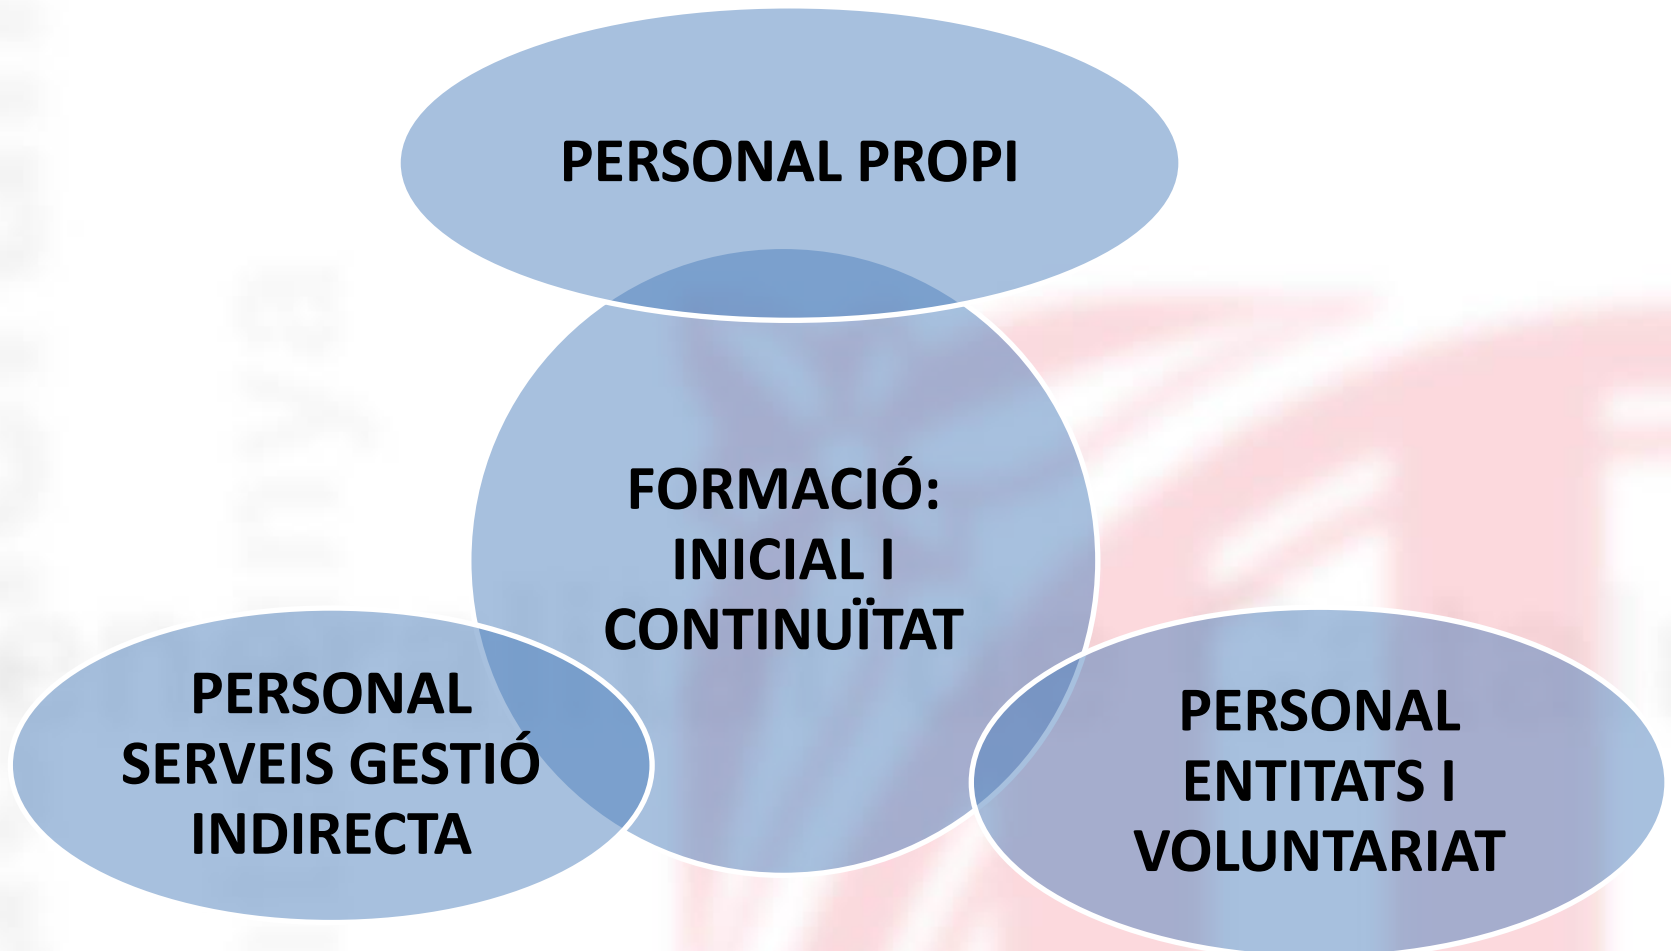 PERSONAL PROPI
FORMACIÓ:
INICIAL I
CONTINUÏTAT
PERSONAL
SERVEIS GESTIÓ
INDIRECTA
PERSONAL
ENTITATS I
VOLUNTARIAT